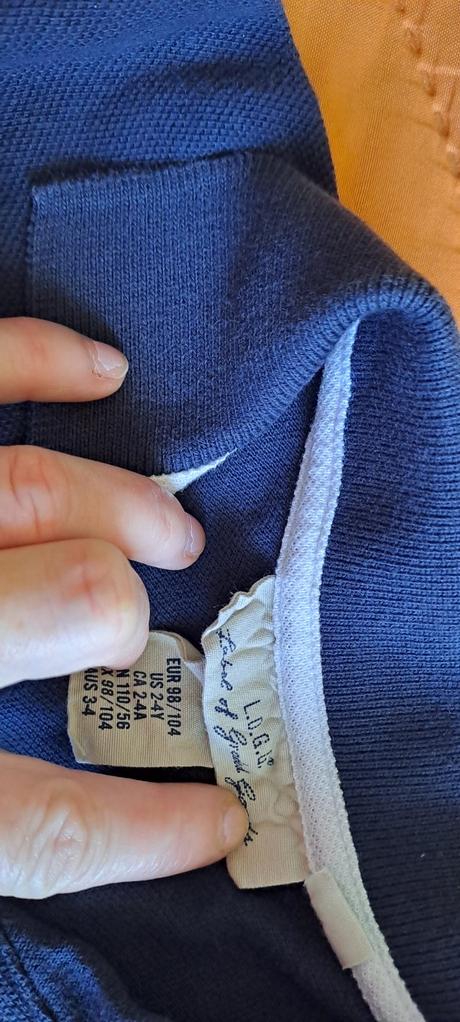 L.O.G.G.
Label of Graded Goods
EUR 98/104
US 2-4Y
CA 2-4A
CN 110/56
MX 98/104
AUS 3-4